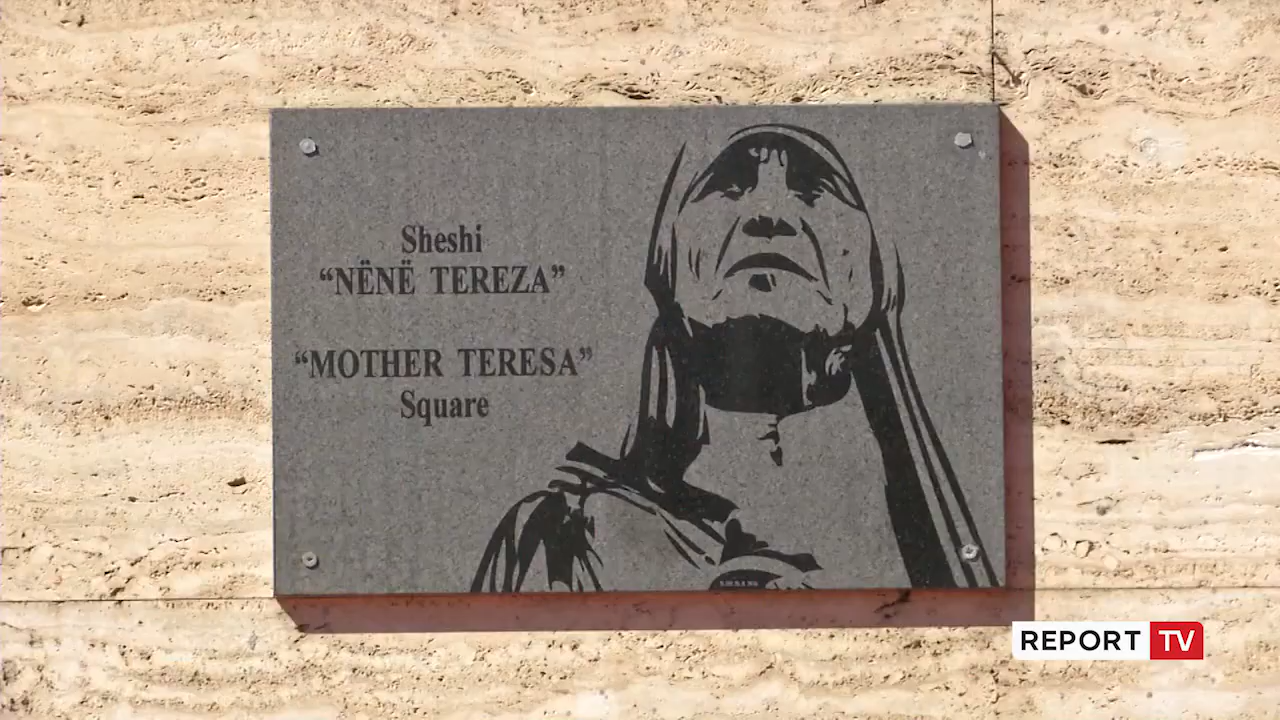 Sheshi
“NËNË TEREZA”
“MOTHER TERESA”
Square
REPORT TV